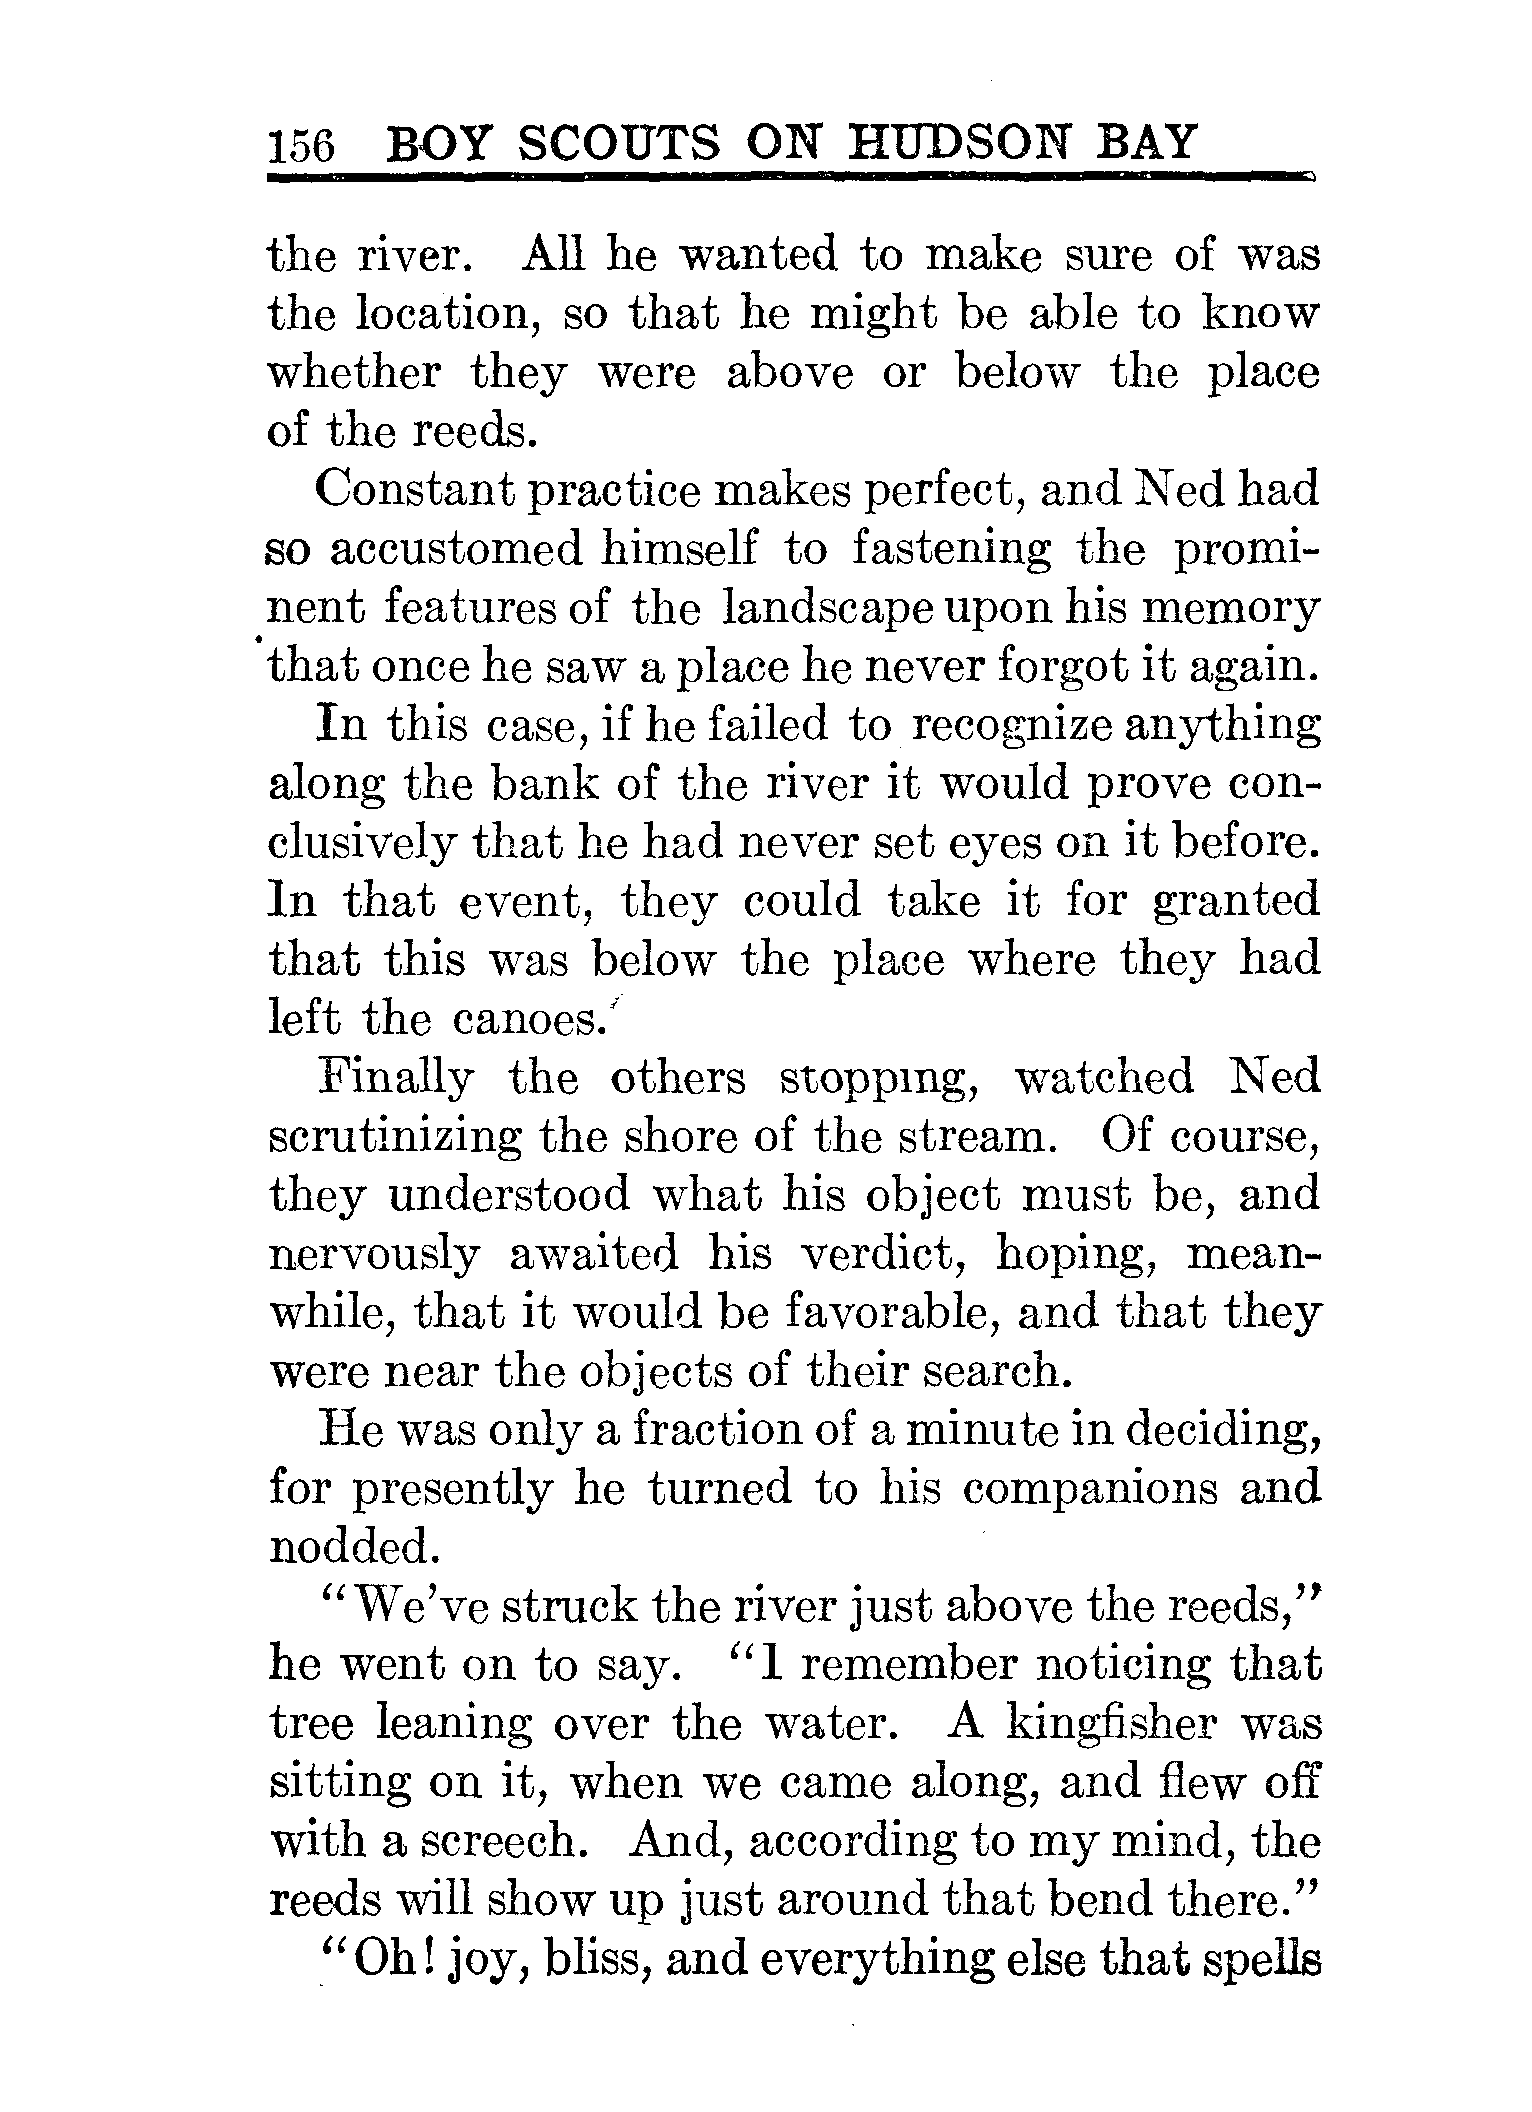 156 BOY SCOUTS ON HUDSON BAY
the river. All he wanted to make sure of was
the location, so that he might be able to know
whether they were above or below the place
of the reeds.
Constant practice makes perfect, and Ned had
so accustomed himself to fastening the promi-
nent features of the landscape upon his memory
that once he saw a place he never forgot it again.
In this case, if he failed to recognize anything
along the bank of the river it would prove con-
clusively that he had never set eyes on it before.
In that event, they could take it for granted
that this was below the place where they had
left the canoes.
Finally the others stopping, watched Ned
scrutinizing the shore of the stream. Of course,
they understood what his object must be, and
nervously awaited his verdict, hoping, mean-
while, that it would be favorable, and that they
were near the objects of their search.
He was only a fraction of a minute in deciding,
for presently he turned to his companions and
nodded.
"We've struck the river just above the reeds,"
he went on to say. "I remember noticing that
tree leaning over the water. A kingfisher was
sitting on it, when we came along, and flew off
with a screech. And, according to my mind, the
reeds will show up just around that bend there."
"Oh! joy, bliss, and everything else that spells